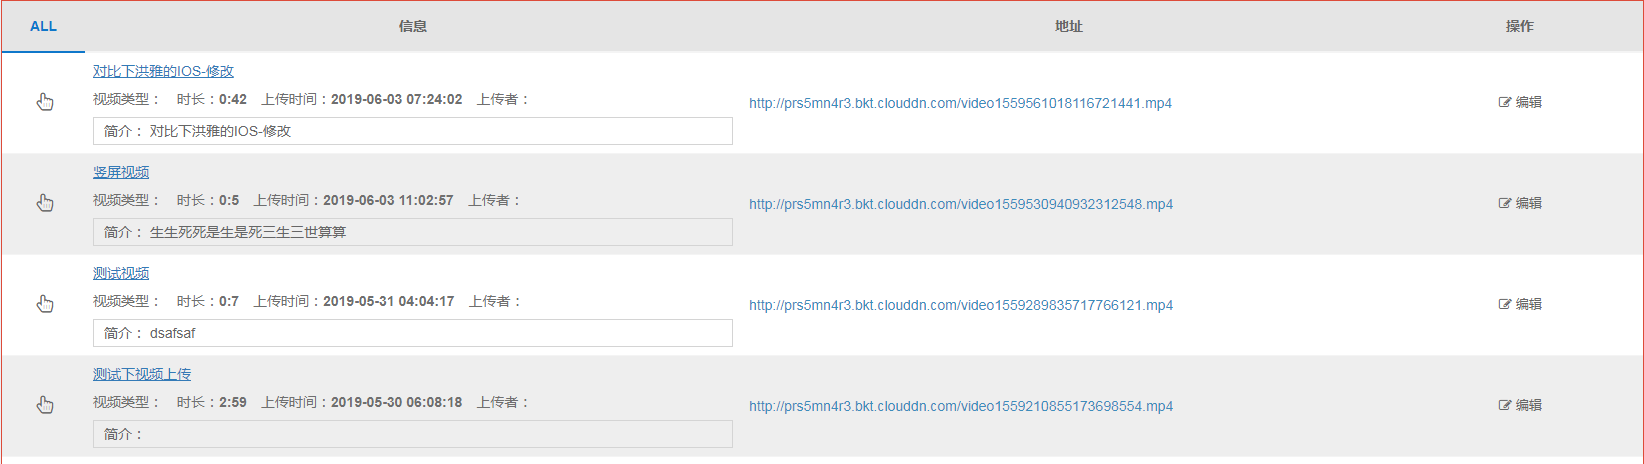 ALL 信息 地址 操作
对比下洪雅的IOS-修改
视频类型： 时长：0:42 上传时间：2019-06-03 07:24:02 上传者：
http://prs5mn4r3.bkt.clouddn.com/video1559561018116721441.mp4 编辑
简介： 对比下洪雅的IOS-修改
竖屏视频
视频类型： 时长：0:5 上传时间：2019-06-03 11:02:57 上传者：
http://prs5mn4r3.bkt.clouddn.com/video1559530940932312548.mp4 编辑
简介： 生生死死是生是死三生三世算算
测试视频
视频类型： 时长：0:7 上传时间：2019-05-31 04:04:17 上传者：
http://prs5mn4r3.bkt.clouddn.com/video1559289835717766121.mp4 编辑
简介： dsafsaf
测试下视频上传
视频类型： 时长：2:59 上传时间：2019-05-30 06:08:18 上传者：
http://prs5mn4r3.bkt.clouddn.com/video1559210855173698554.mp4 编辑
简介：